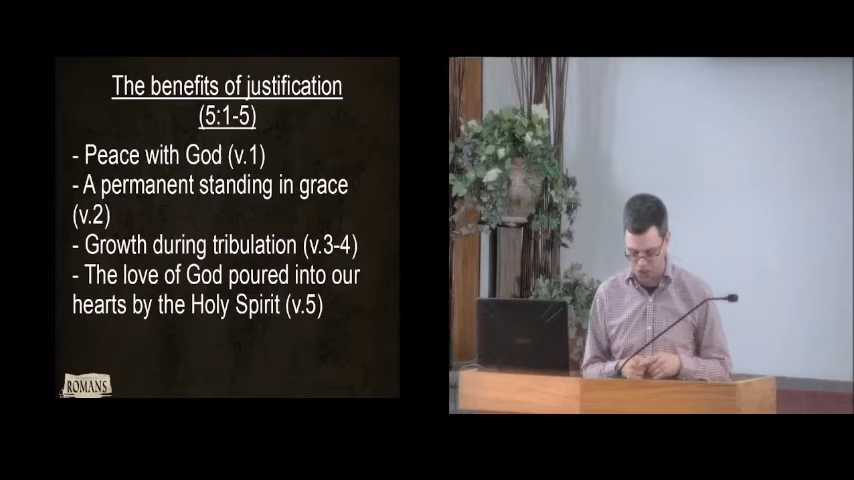 The benefits of justification
(5:1-5)
- Peace with God (v.1)
- A permanent standing in grace
(v.2)
- Growth during tribulation (v.3-4)
- The love of God poured into our
hearts by the Holy Spirit (v.5)
ROMANS